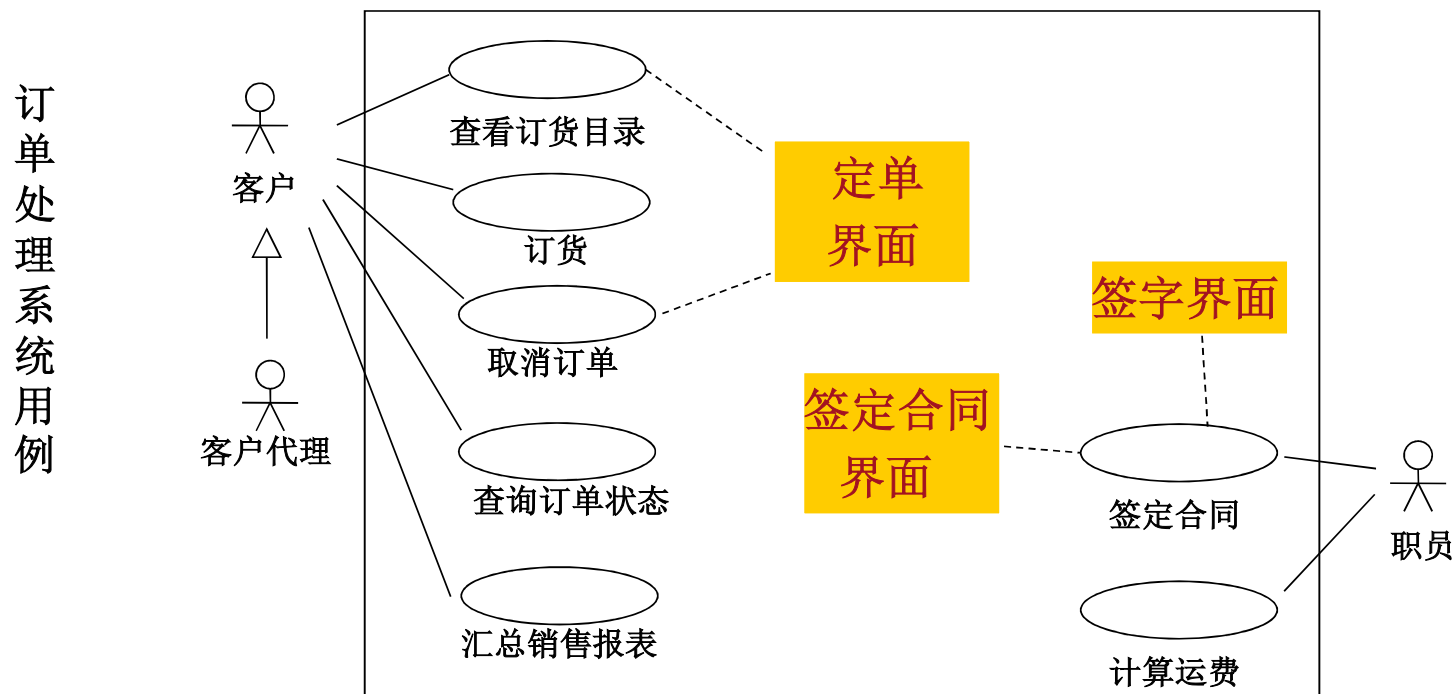 订单处理系统用例
客户
客户代理
查看订货目录
订货
取消订单
查询订单状态
汇总销售报表
定单
界面
签字界面
签定合同
界面
签定合同
计算运费
职员